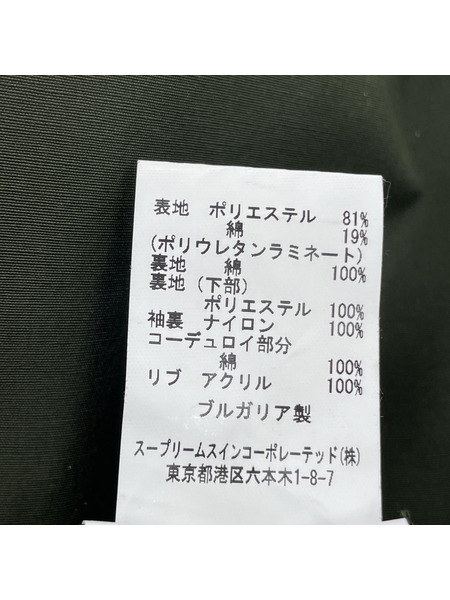 表地 ポリエステル 81%
綿 19%
(ポリウレタンラミネート)
裏地 綿 100%
裏地(下部)
ポリエステル 100%
袖裏 ナイロン 100%
コーデュロイ部分
綿 100%
リブ アクリル 100%
ブルガリア製
スープリームスインコーポレーテッド(株)
東京都港区六本木1-8-7